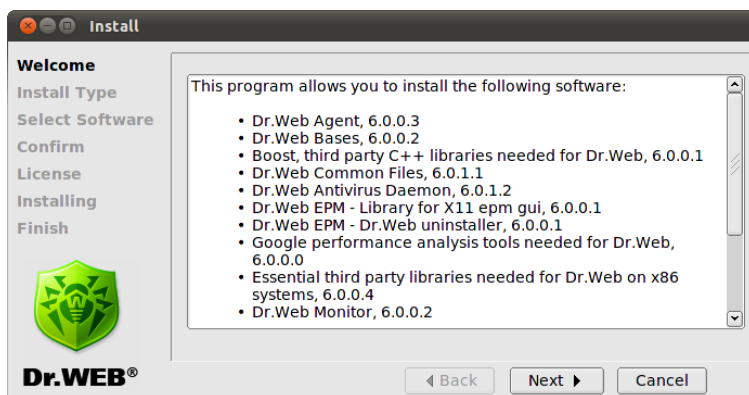 Install
Welcome
Install Type
Select Software
Confirm
License
Installing
Finish
Dr.WEB®
This program allows you to install the following software:
• Dr.Web Agent, 6.0.0.3
• Dr.Web Bases, 6.0.0.2
• Boost, third party C++ libraries needed for Dr.Web, 6.0.0.1
• Dr.Web Common Files, 6.0.1.1
• Dr.Web Antivirus Daemon, 6.0.1.2
• Dr.Web EPM - Library for X11 epm gui, 6.0.0.1
• Dr.Web EPM - Dr.Web uninstaller, 6.0.0.1
• Google performance analysis tools needed for Dr.Web,
6.0.0.0
• Essential third party libraries needed for Dr.Web on x86
systems, 6.0.0.4
• Dr.Web Monitor, 6.0.0.2
Back
Next
Cancel